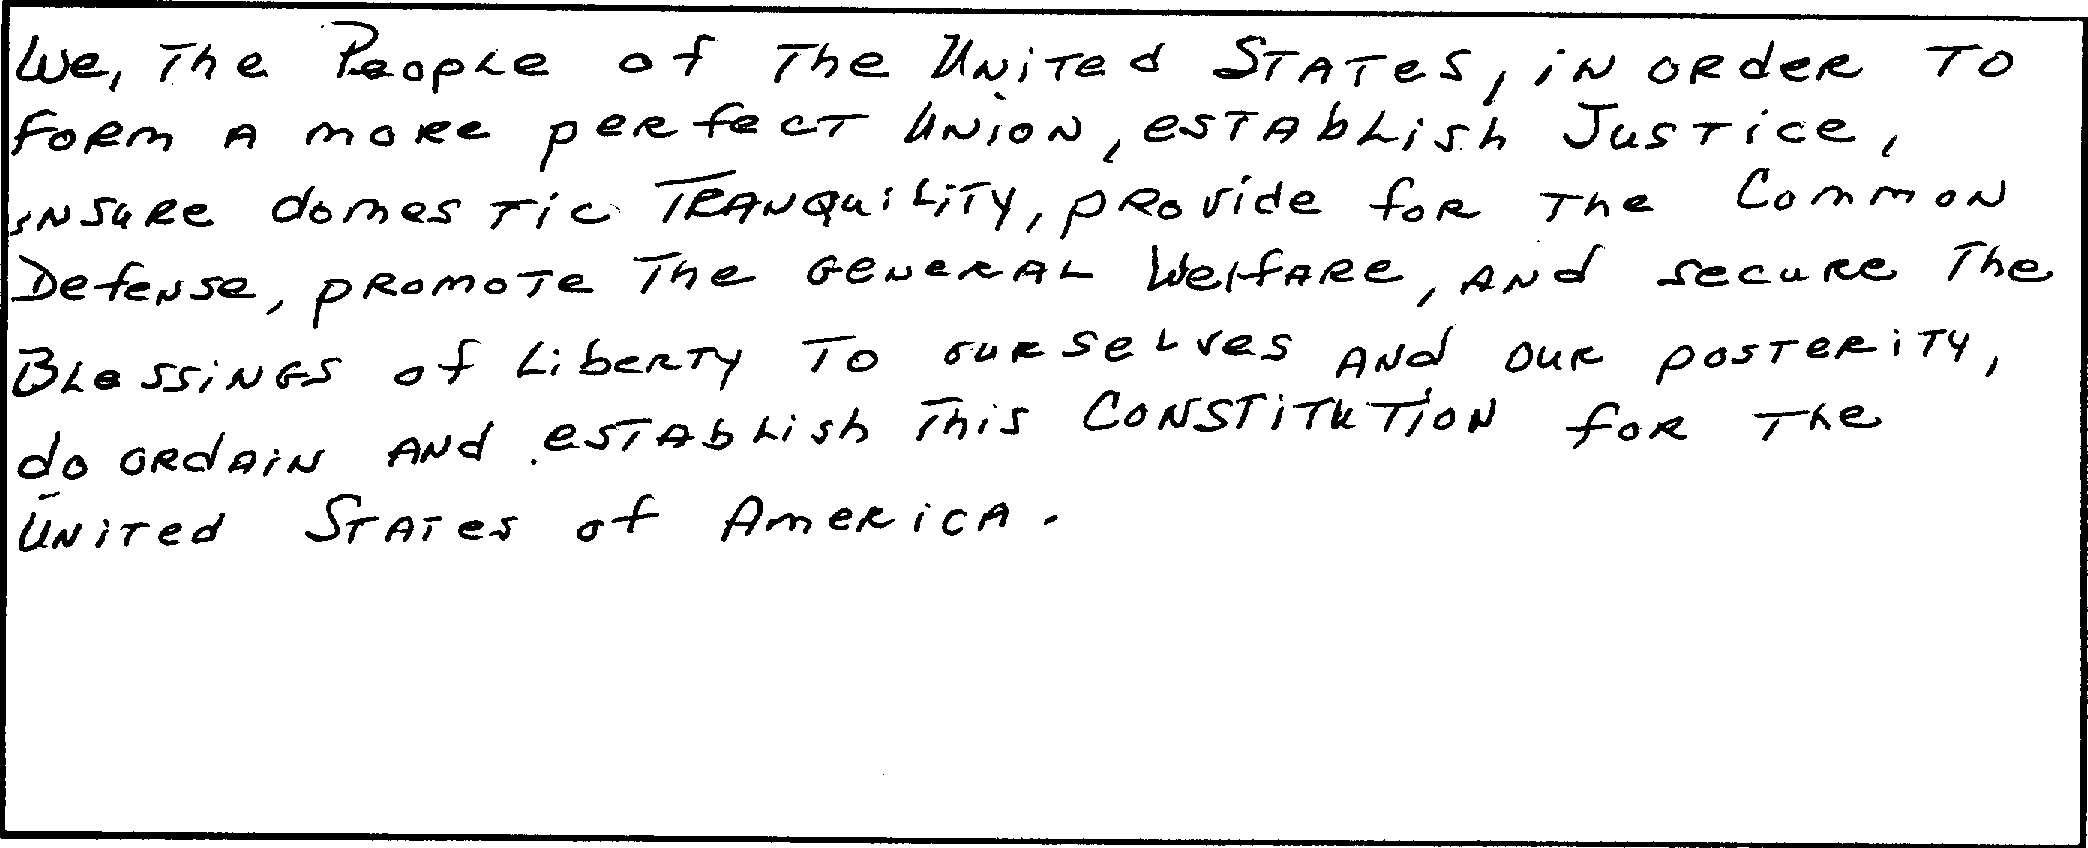 We, The People of The United States, in order To
form A more perfect Union, establish Justice,
insure domestic Tranquility, provide for The Common
Defense, promote The General Welfare, and secure The
Blessings of Liberty To ourselves and our posterity,
do ordain and establish This Constitution for The
United States of America.